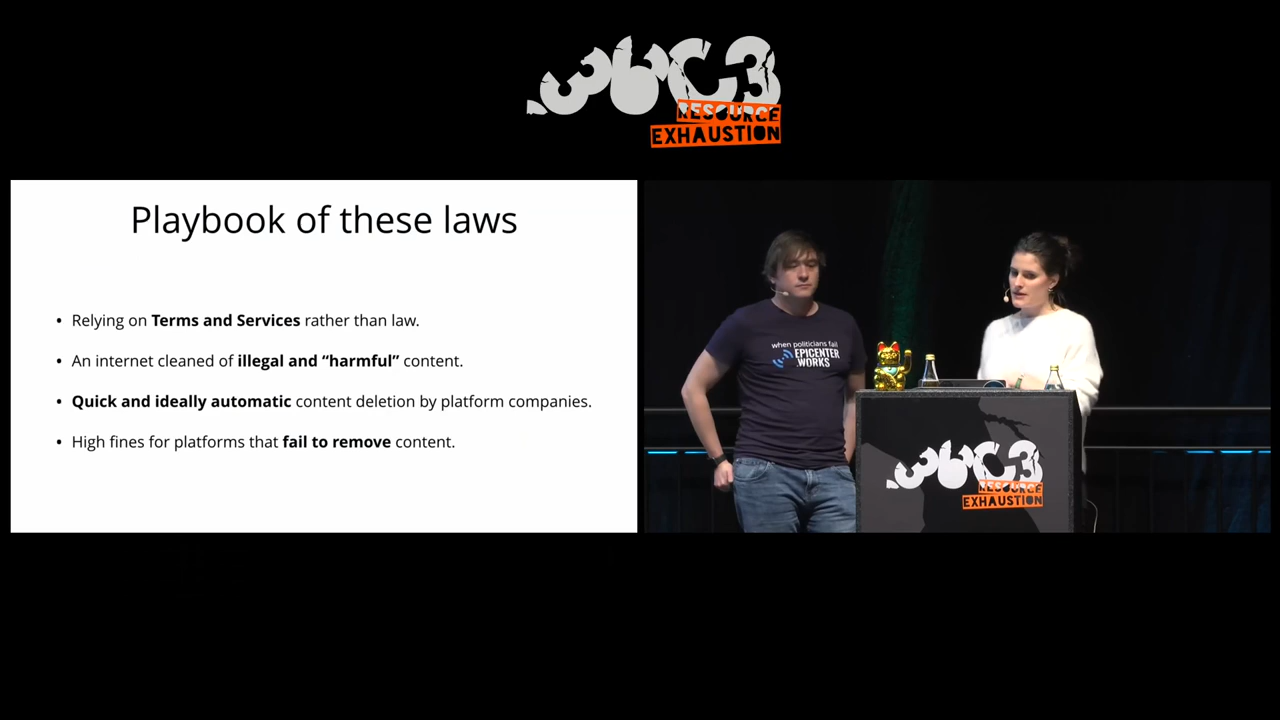 36C3
RESOURCE
EXHAUSTION
Playbook of these laws
• Relying on Terms and Services rather than law.
• An internet cleaned of illegal and “harmful” content.
• Quick and ideally automatic content deletion by platform companies.
• High fines for platforms that fail to remove content.
when politicians fail
EPICENTER
.WORKS
36C3
RESOURCE
EXHAUSTION